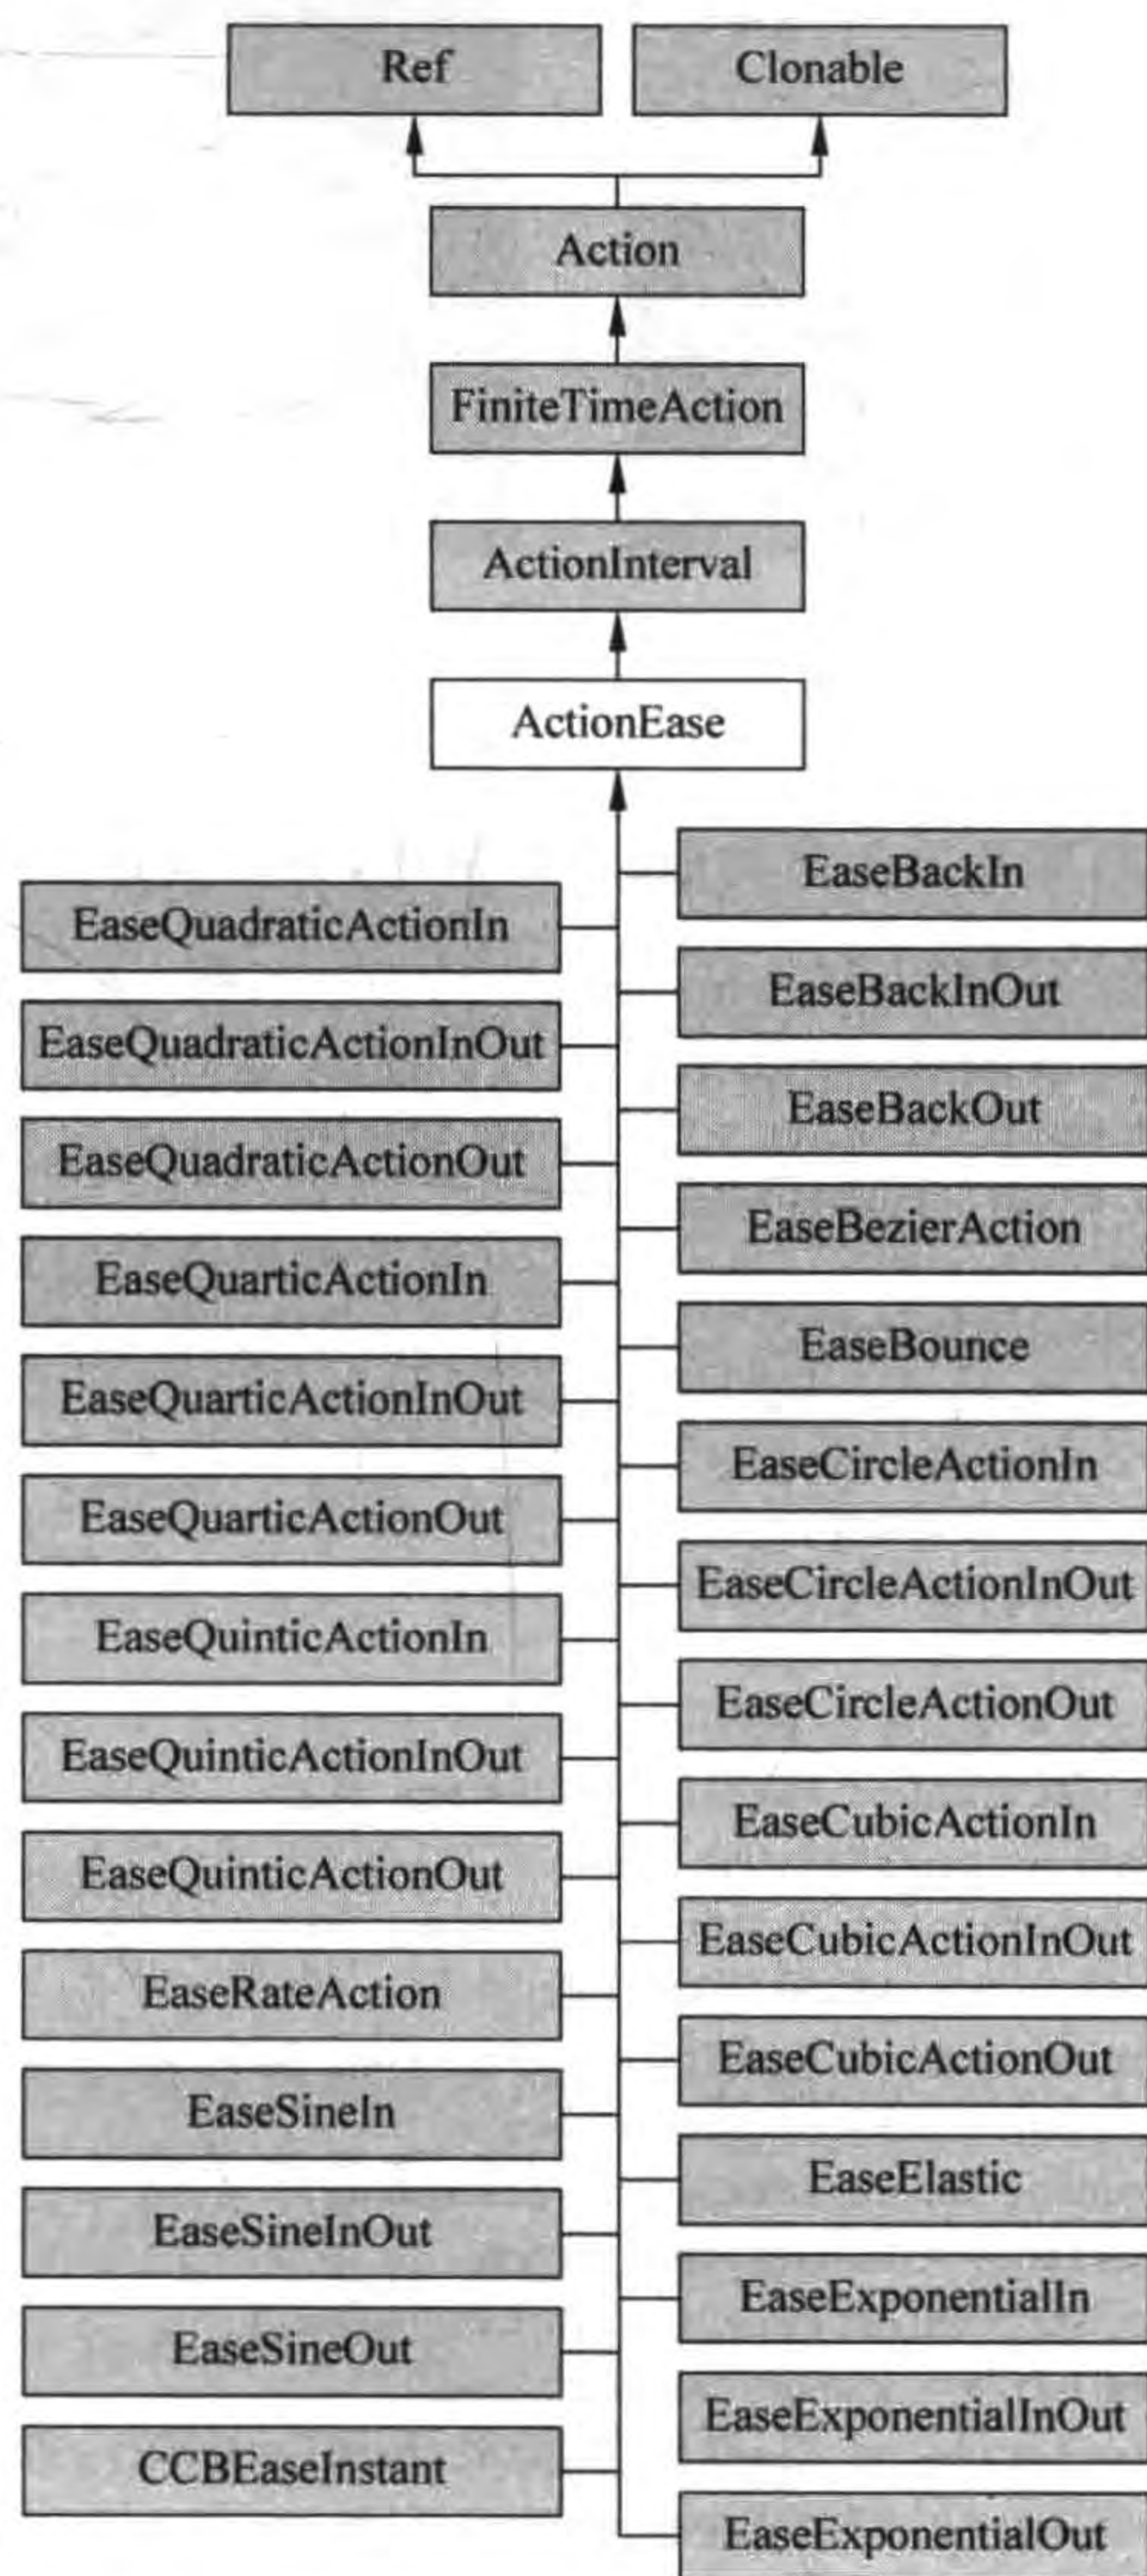 Ref
Clonable
Action
FiniteTimeAction
ActionInterval
ActionEase
EaseQuadraticActionIn
EaseQuadraticActionInOut
EaseQuadraticActionOut
EaseQuarticActionIn
EaseQuarticActionInOut
EaseQuarticActionOut
EaseQuinticActionIn
EaseQuinticActionInOut
EaseQuinticActionOut
EaseRateAction
EaseSineIn
EaseSineInOut
EaseSineOut
CCBEaseInstant
EaseBackIn
EaseBackInOut
EaseBackOut
EaseBezierAction
EaseBounce
EaseCircleActionIn
EaseCircleActionInOut
EaseCircleActionOut
EaseCubicActionIn
EaseCubicActionInOut
EaseCubicActionOut
EaseElastic
EaseExponentialIn
EaseExponentialInOut
EaseExponentialOut